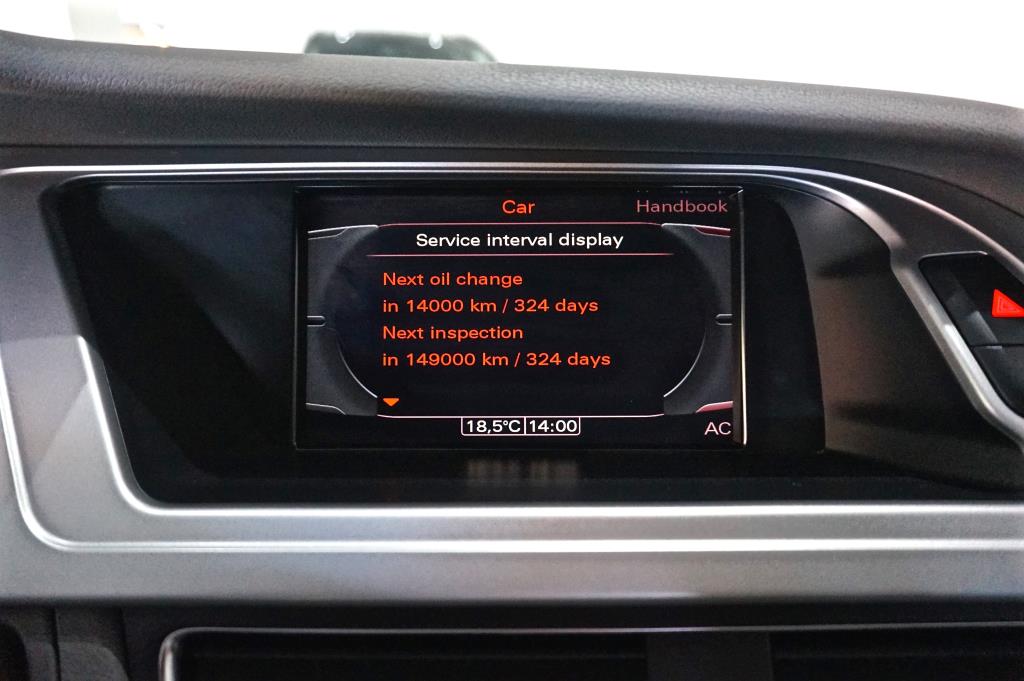 Car Handbook
Service interval display
Next oil change
in 14000 km / 324 days
Next inspection
in 149000 km / 324 days
18,5°C 14:00 AC